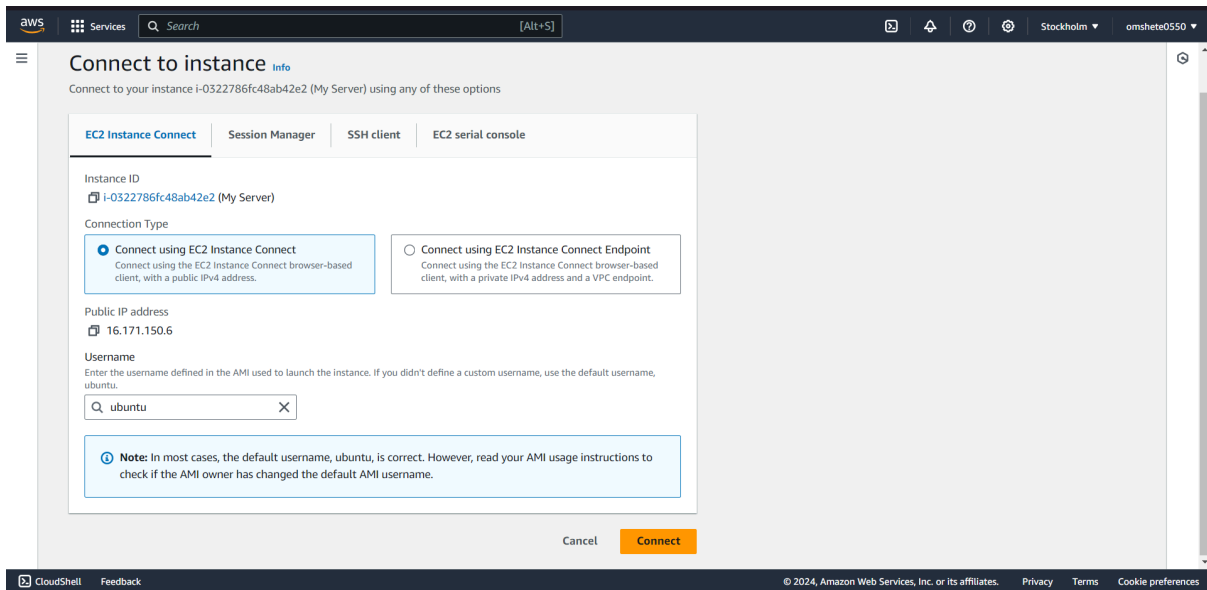 aws
Services
Search
[Alt+S]
Stockholm
omshete0550
Connect to instance Info
Connect to your instance i-0322786fc48ab42e2 (My Server) using any of these options
EC2 Instance Connect
Session Manager
SSH client
EC2 serial console
Instance ID
i-0322786fc48ab42e2 (My Server)
Connection Type
Connect using EC2 Instance Connect
Connect using the EC2 Instance Connect browser-based
client, with a public IPv4 address.
Connect using EC2 Instance Connect Endpoint
Connect using the EC2 Instance Connect browser-based
client, with a private IPv4 address and a VPC endpoint.
Public IP address
16.171.150.6
Username
Enter the username defined in the AMI used to launch the instance. If you didn't define a custom username, use the default username,
ubuntu.
ubuntu
Note: In most cases, the default username, ubuntu, is correct. However, read your AMI usage instructions to
check if the AMI owner has changed the default AMI username.
Cancel
Connect
CloudShell
Feedback
© 2024, Amazon Web Services, Inc. or its affiliates.
Privacy
Terms
Cookie preferences